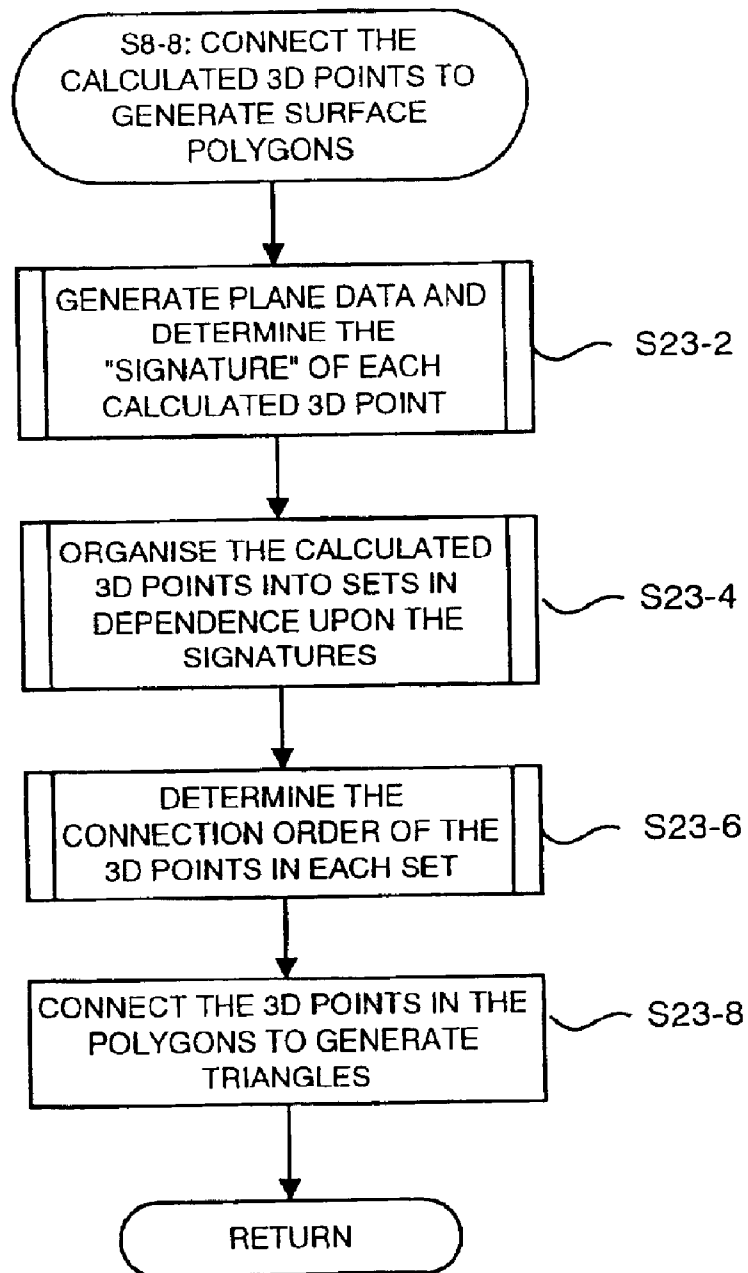 S8-8: CONNECT THE
CALCULATED 3D POINTS TO
GENERATE SURFACE
POLYGONS
GENERATE PLANE DATA AND
DETERMINE THE
"SIGNATURE" OF EACH
CALCULATED 3D POINT
S23-2
ORGANISE THE CALCULATED
3D POINTS INTO SETS IN
DEPENDENCE UPON THE
SIGNATURES
S23-4
DETERMINE THE
CONNECTION ORDER OF THE
3D POINTS IN EACH SET
S23-6
CONNECT THE 3D POINTS IN THE
POLYGONS TO GENERATE
TRIANGLES
S23-8
RETURN